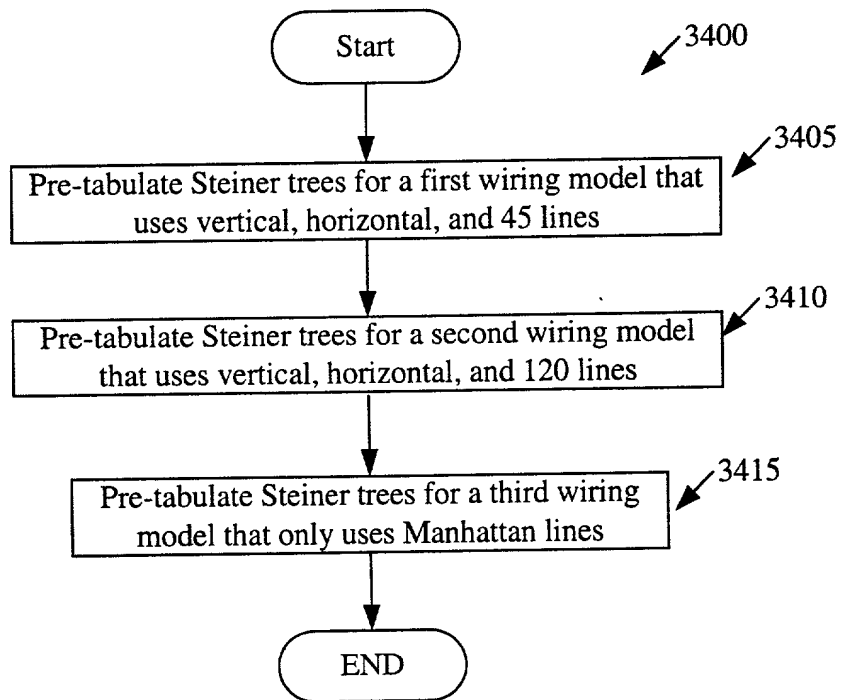 Start
3400
3405
Pre-tabulate Steiner trees for a first wiring model that
uses vertical, horizontal, and 45 lines
3410
Pre-tabulate Steiner trees for a second wiring model
that uses vertical, horizontal, and 120 lines
3415
Pre-tabulate Steiner trees for a third wiring
model that only uses Manhattan lines
END